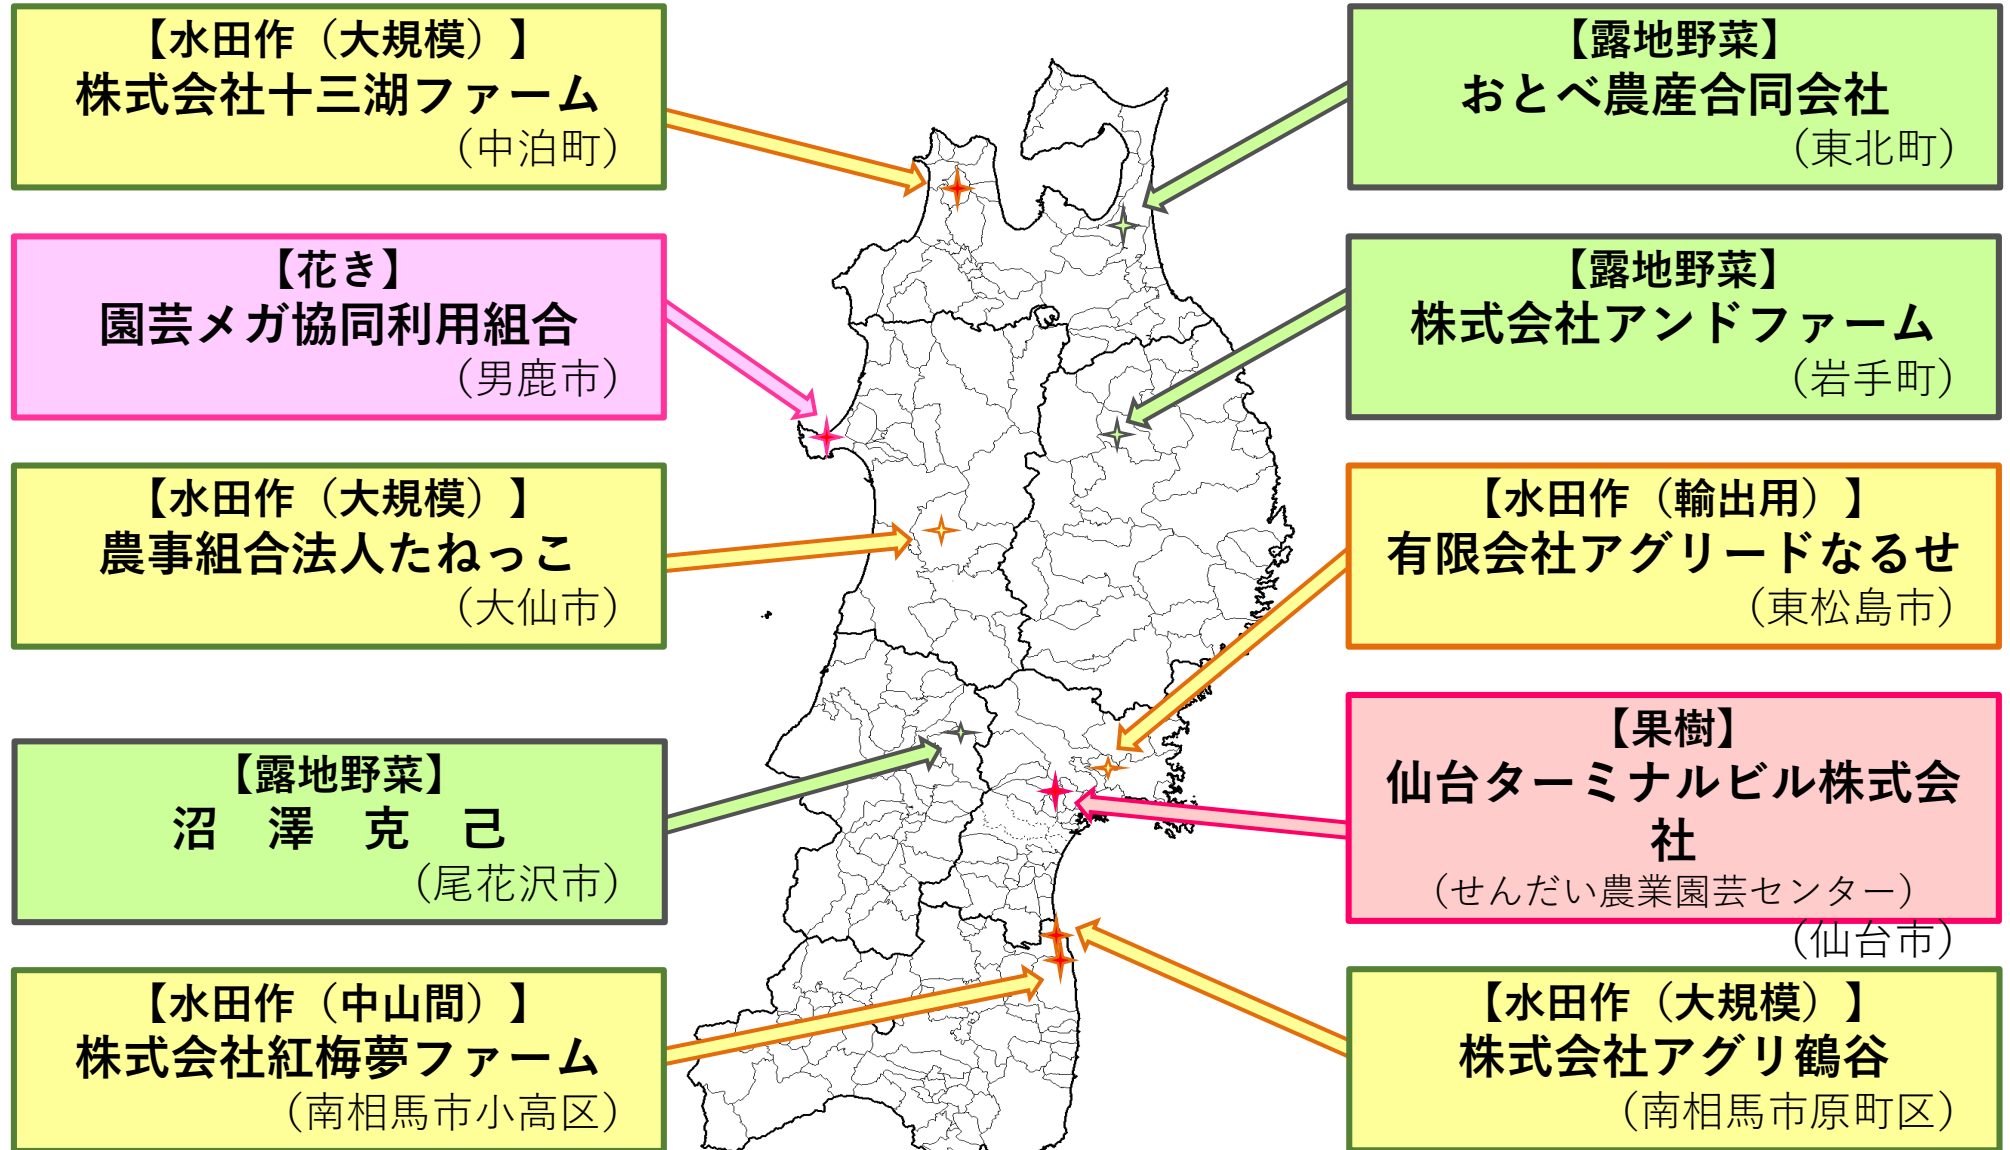 【水田作（大規模）】
株式会社十三湖ファーム
（中泊町）
【花き】
園芸メガ協同利用組合
（男鹿市）
【水田作（大規模）】
農事組合法人たねっこ
（大仙市）
【露地野菜】
沼　澤　克　己
（尾花沢市）
【水田作（中山間）】
株式会社紅梅夢ファーム
（南相馬市小高区）
【露地野菜】
おとべ農産合同会社
（東北町）
【露地野菜】
株式会社アンドファーム
（岩手町）
【水田作（輸出用）】
有限会社アグリードなるせ
（東松島市）
【果樹】
仙台ターミナルビル株式会
社
（せんだい農業園芸センター）
（仙台市）
【水田作（大規模）】
株式会社アグリ鶴谷
（南相馬市原町区）